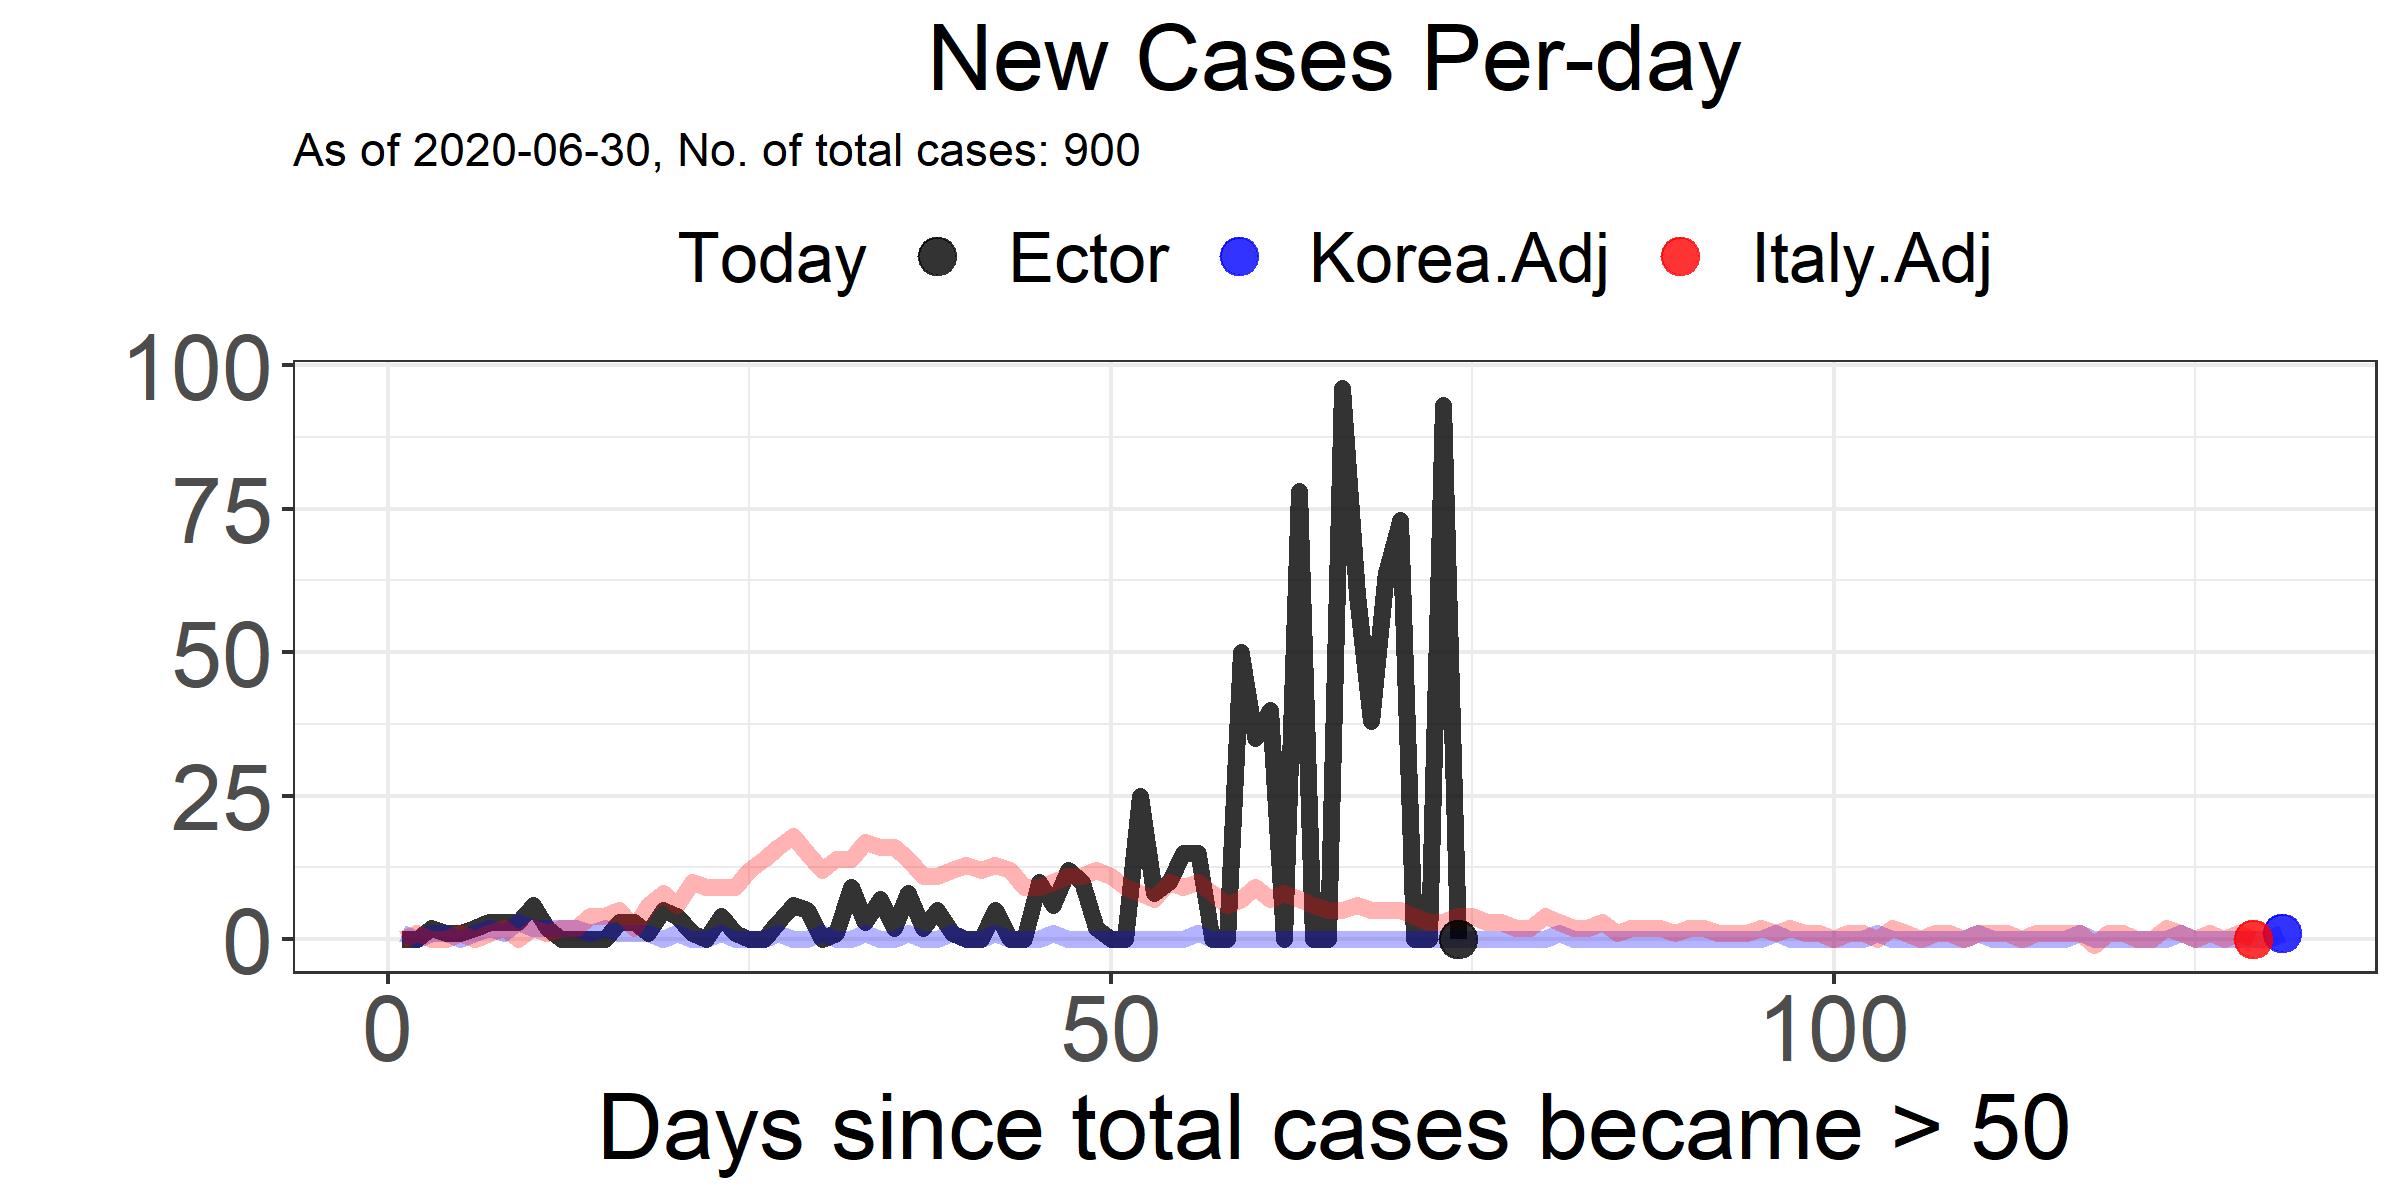 New Cases Per-day
As of 2020-06-30, No. of total cases: 900
Today Ector Korea.Adj Italy.Adj
100
75
50
25
0
0 50 100
Days since total cases became > 50